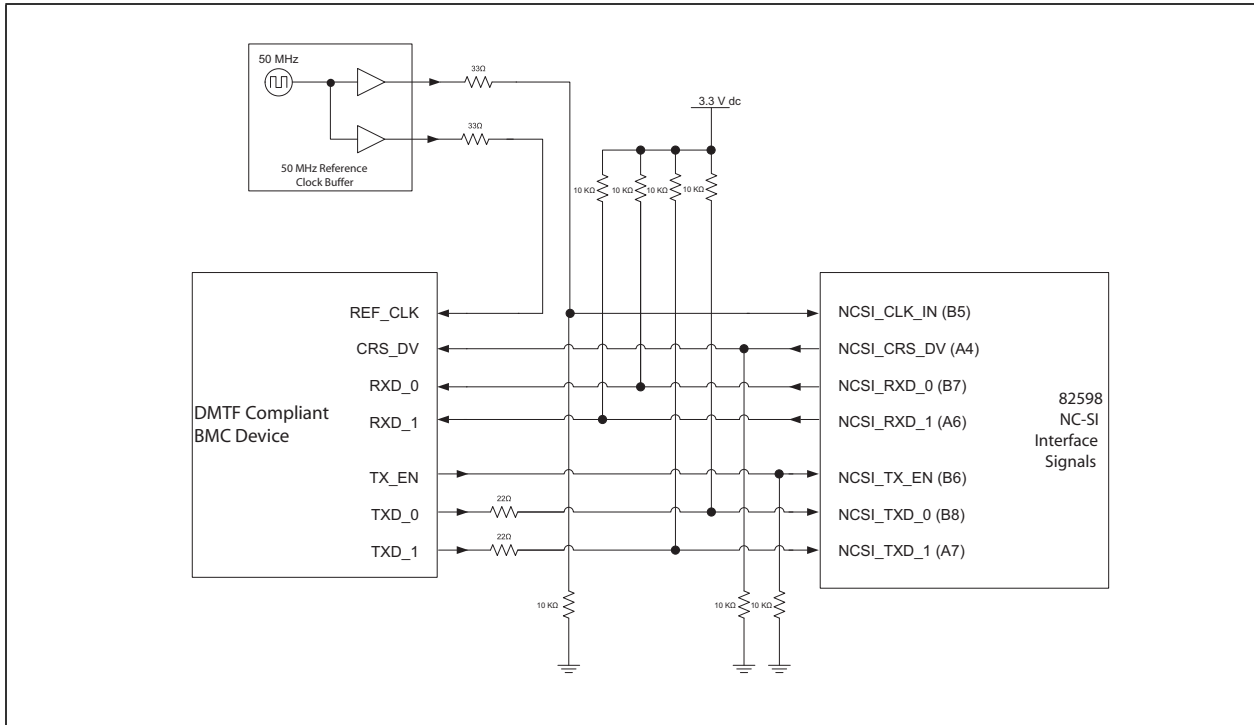 50 MHz
33Ω
33Ω
50 MHz Reference
Clock Buffer
3.3 V dc
10 KΩ
10 KΩ
10 KΩ
10 KΩ
REF_CLK
CRS_DV
RXD_0
RXD_1
DMTF Compliant
BMC Device
TX_EN
TXD_0
TXD_1
22Ω
22Ω
NCSI_CLK_IN (B5)
NCSI_CRS_DV (A4)
NCSI_RXD_0 (B7)
NCSI_RXD_1 (A6)
NCSI_TX_EN (B6)
NCSI_TXD_0 (B8)
NCSI_TXD_1 (A7)
82598
NC-SI
Interface
Signals
10 KΩ
10 KΩ
10 KΩ